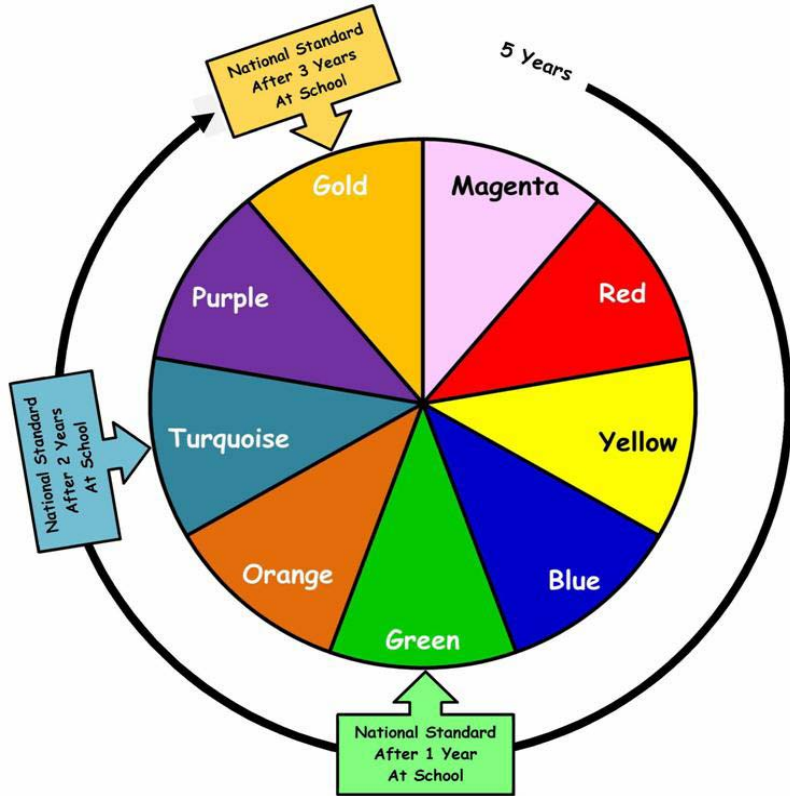 National Standard
After 3 Years
At School
5 Years
Gold
Magenta
Purple
Red
Turquoise
Yellow
National Standard
After 2 Years
At School
Orange
Blue
Green
National Standard
After 1 Year
At School